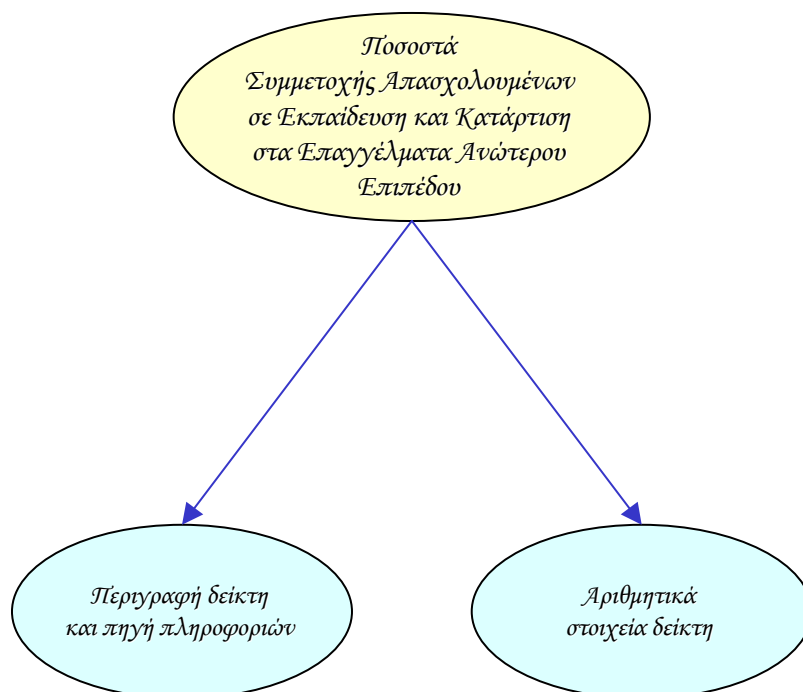 Ποσοστά
Συμμετοχής Απασχολουμένων
σε Εκπαίδευση και Κατάρτιση
στα Επαγγέλματα Ανώτερου
Επιπέδου
Περιγραφή δείκτη
και πηγή πληροφοριών
Αριθμητικά
στοιχεία δείκτη